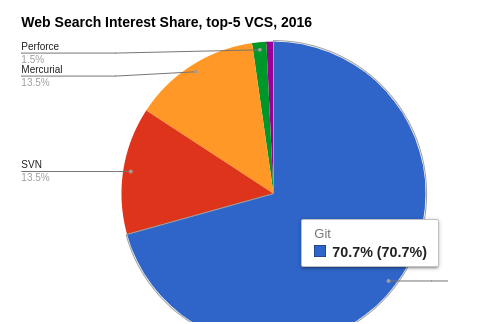 Web Search Interest Share, top-5 VCS, 2016
Perforce
1.5%
Mercurial
13.5%
SVN
13.5%
Git
70.7% (70.7%)